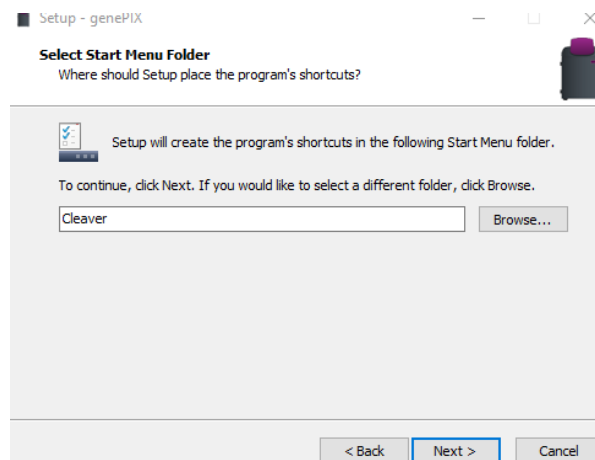 Setup - genePIX
Select Start Menu Folder
Where should Setup place the program's shortcuts?
Setup will create the program's shortcuts in the following Start Menu folder.
To continue, click Next. If you would like to select a different folder, click Browse.
Cleaver
Browse...
< Back
Next >
Cancel